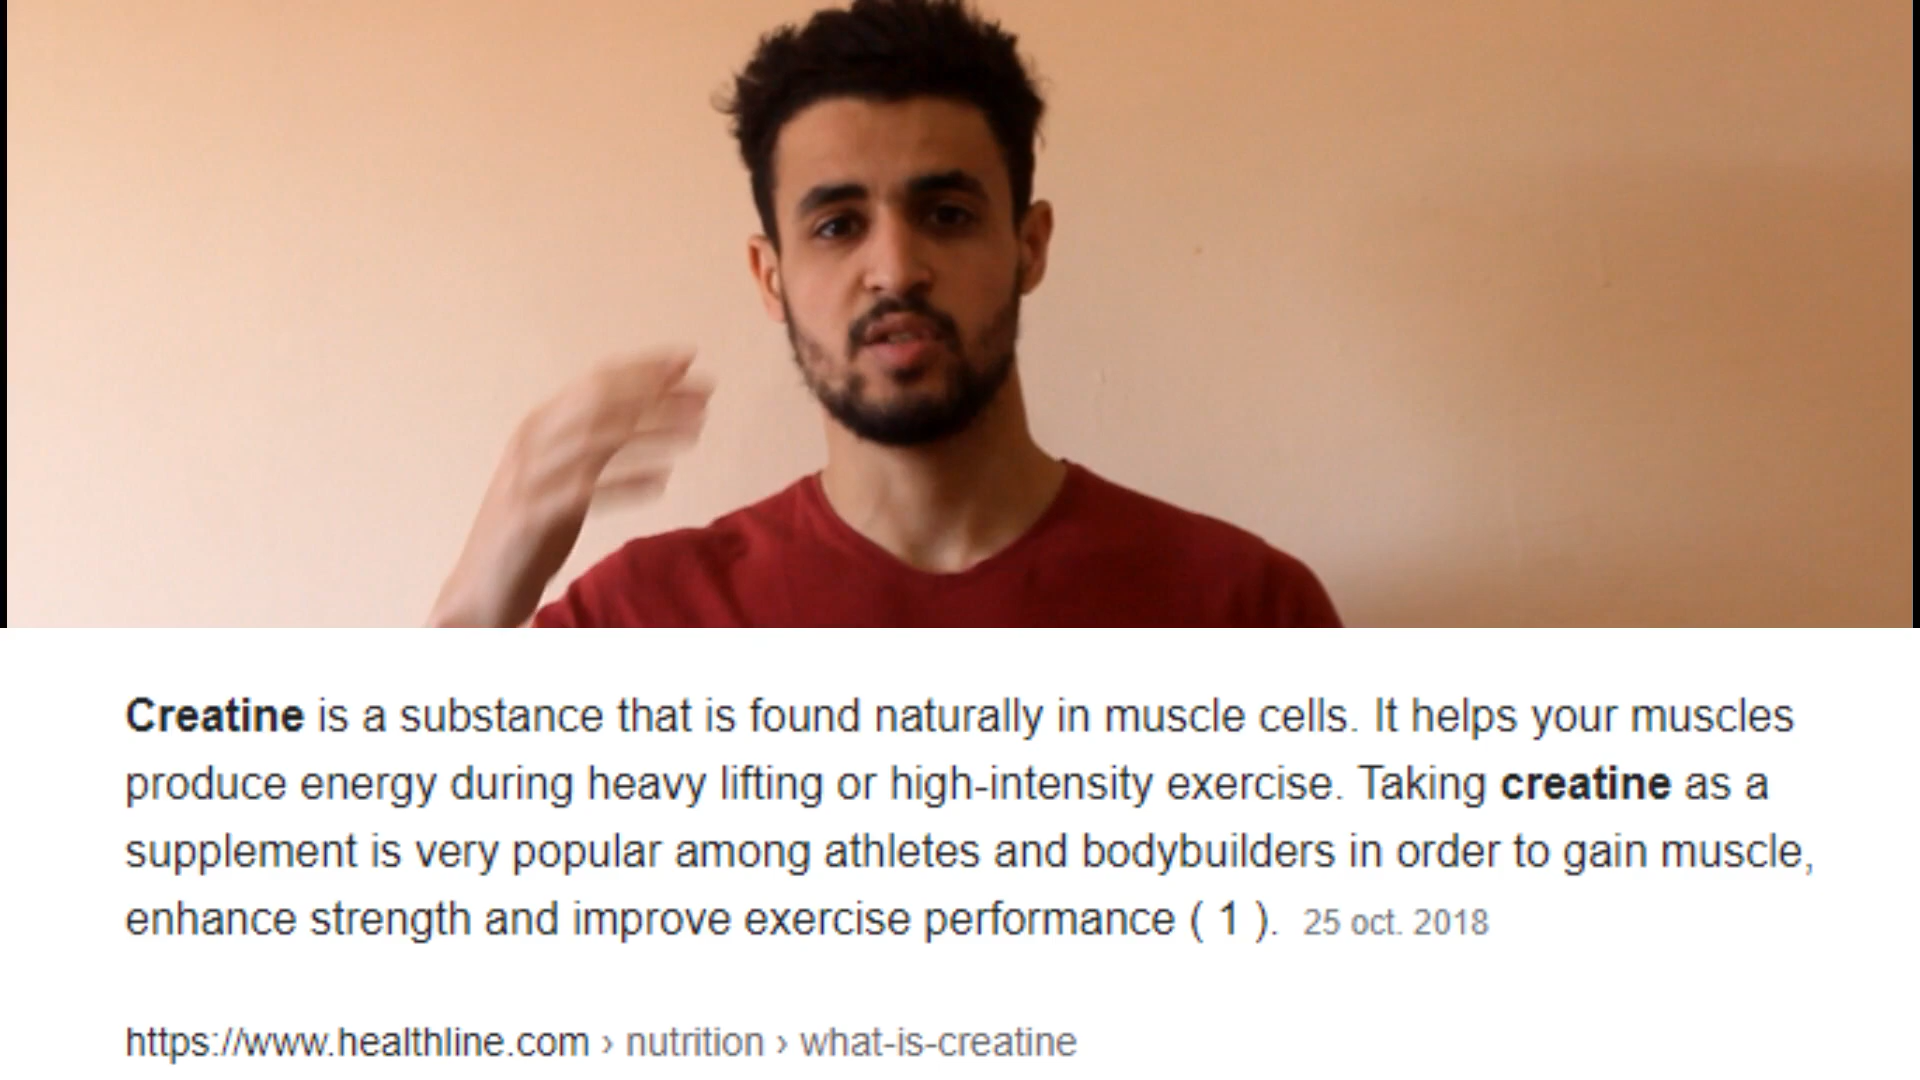 Creatine is a substance that is found naturally in muscle cells. It helps your muscles
produce energy during heavy lifting or high-intensity exercise. Taking creatine as a
supplement is very popular among athletes and bodybuilders in order to gain muscle,
enhance strength and improve exercise performance ( 1 ). 25 oct. 2018
https://www.healthline.com › nutrition › what-is-creatine